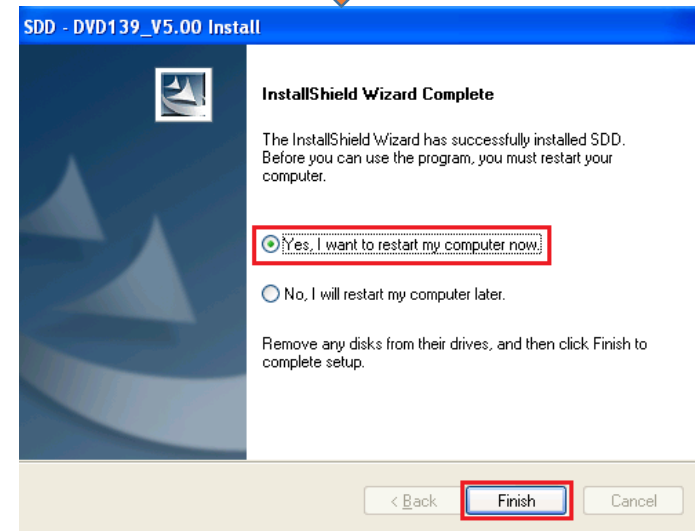 SDD - DVD139_V5.00 Install
InstallShield Wizard Complete
The InstallShield Wizard has successfully installed SDD.
Before you can use the program, you must restart your
computer.
Yes, I want to restart my computer now.
No, I will restart my computer later.
Remove any disks from their drives, and then click Finish to
complete setup.
< Back
Finish
Cancel